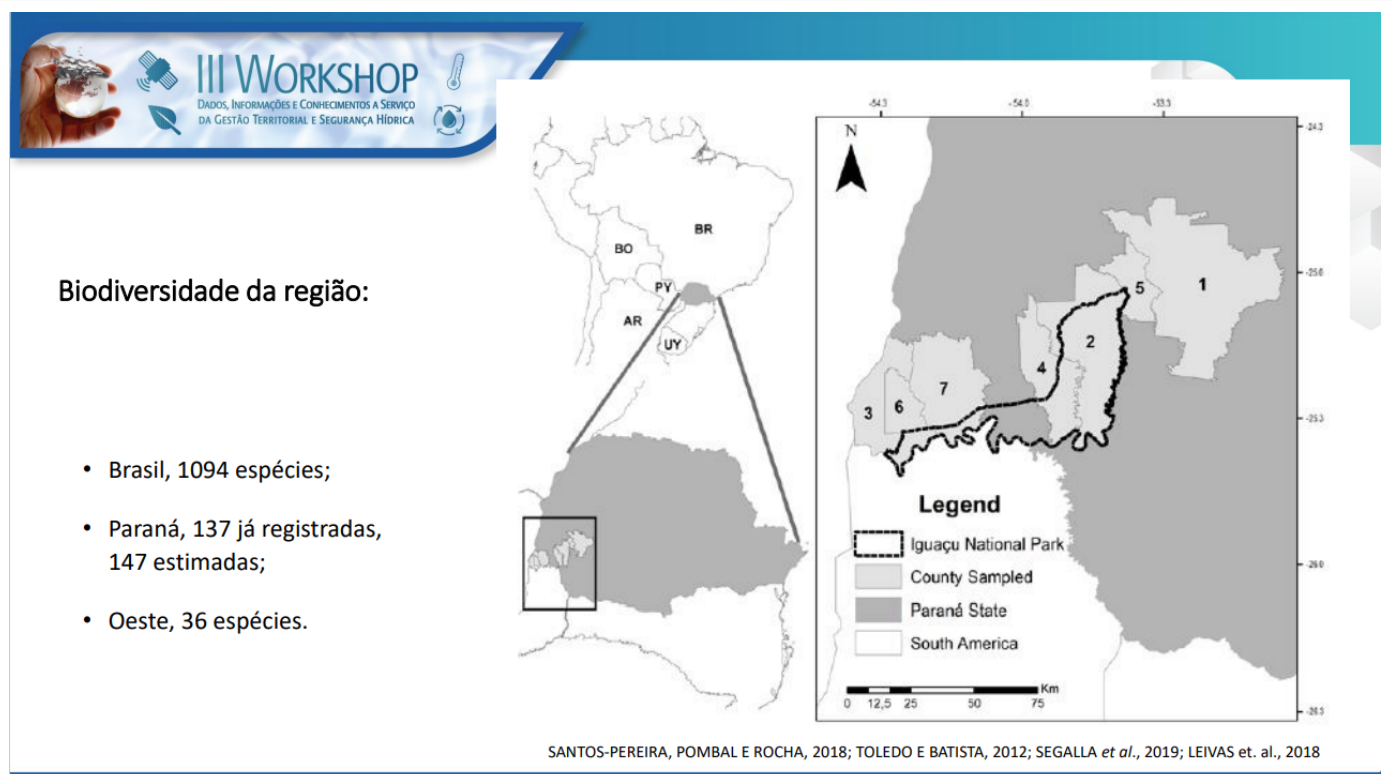 III WORKSHOP
DADOS, INFORMAÇÕES E CONHECIMENTOS A SERVIÇO
DA GESTÃO TERRITORIAL E SEGURANÇA HÍDRICA
Biodiversidade da região:
• Brasil, 1094 espécies;
• Paraná, 137 já registradas,
147 estimadas;
• Oeste, 36 espécies.
BR
BO
PY
AR
UY
-54.3
-54.0
-53.3
N
-24.3
-25.0
-25.3
-26.0
-26.3
1
5
2
4
7
3
6
Legend
Iguaçu National Park
County Sampled
Paraná State
South America
Km
0 12,5 25 50 75
SANTOS-PEREIRA, POMBAL E ROCHA, 2018; TOLEDO E BATISTA, 2012; SEGALLA et al., 2019; LEIVAS et. al., 2018